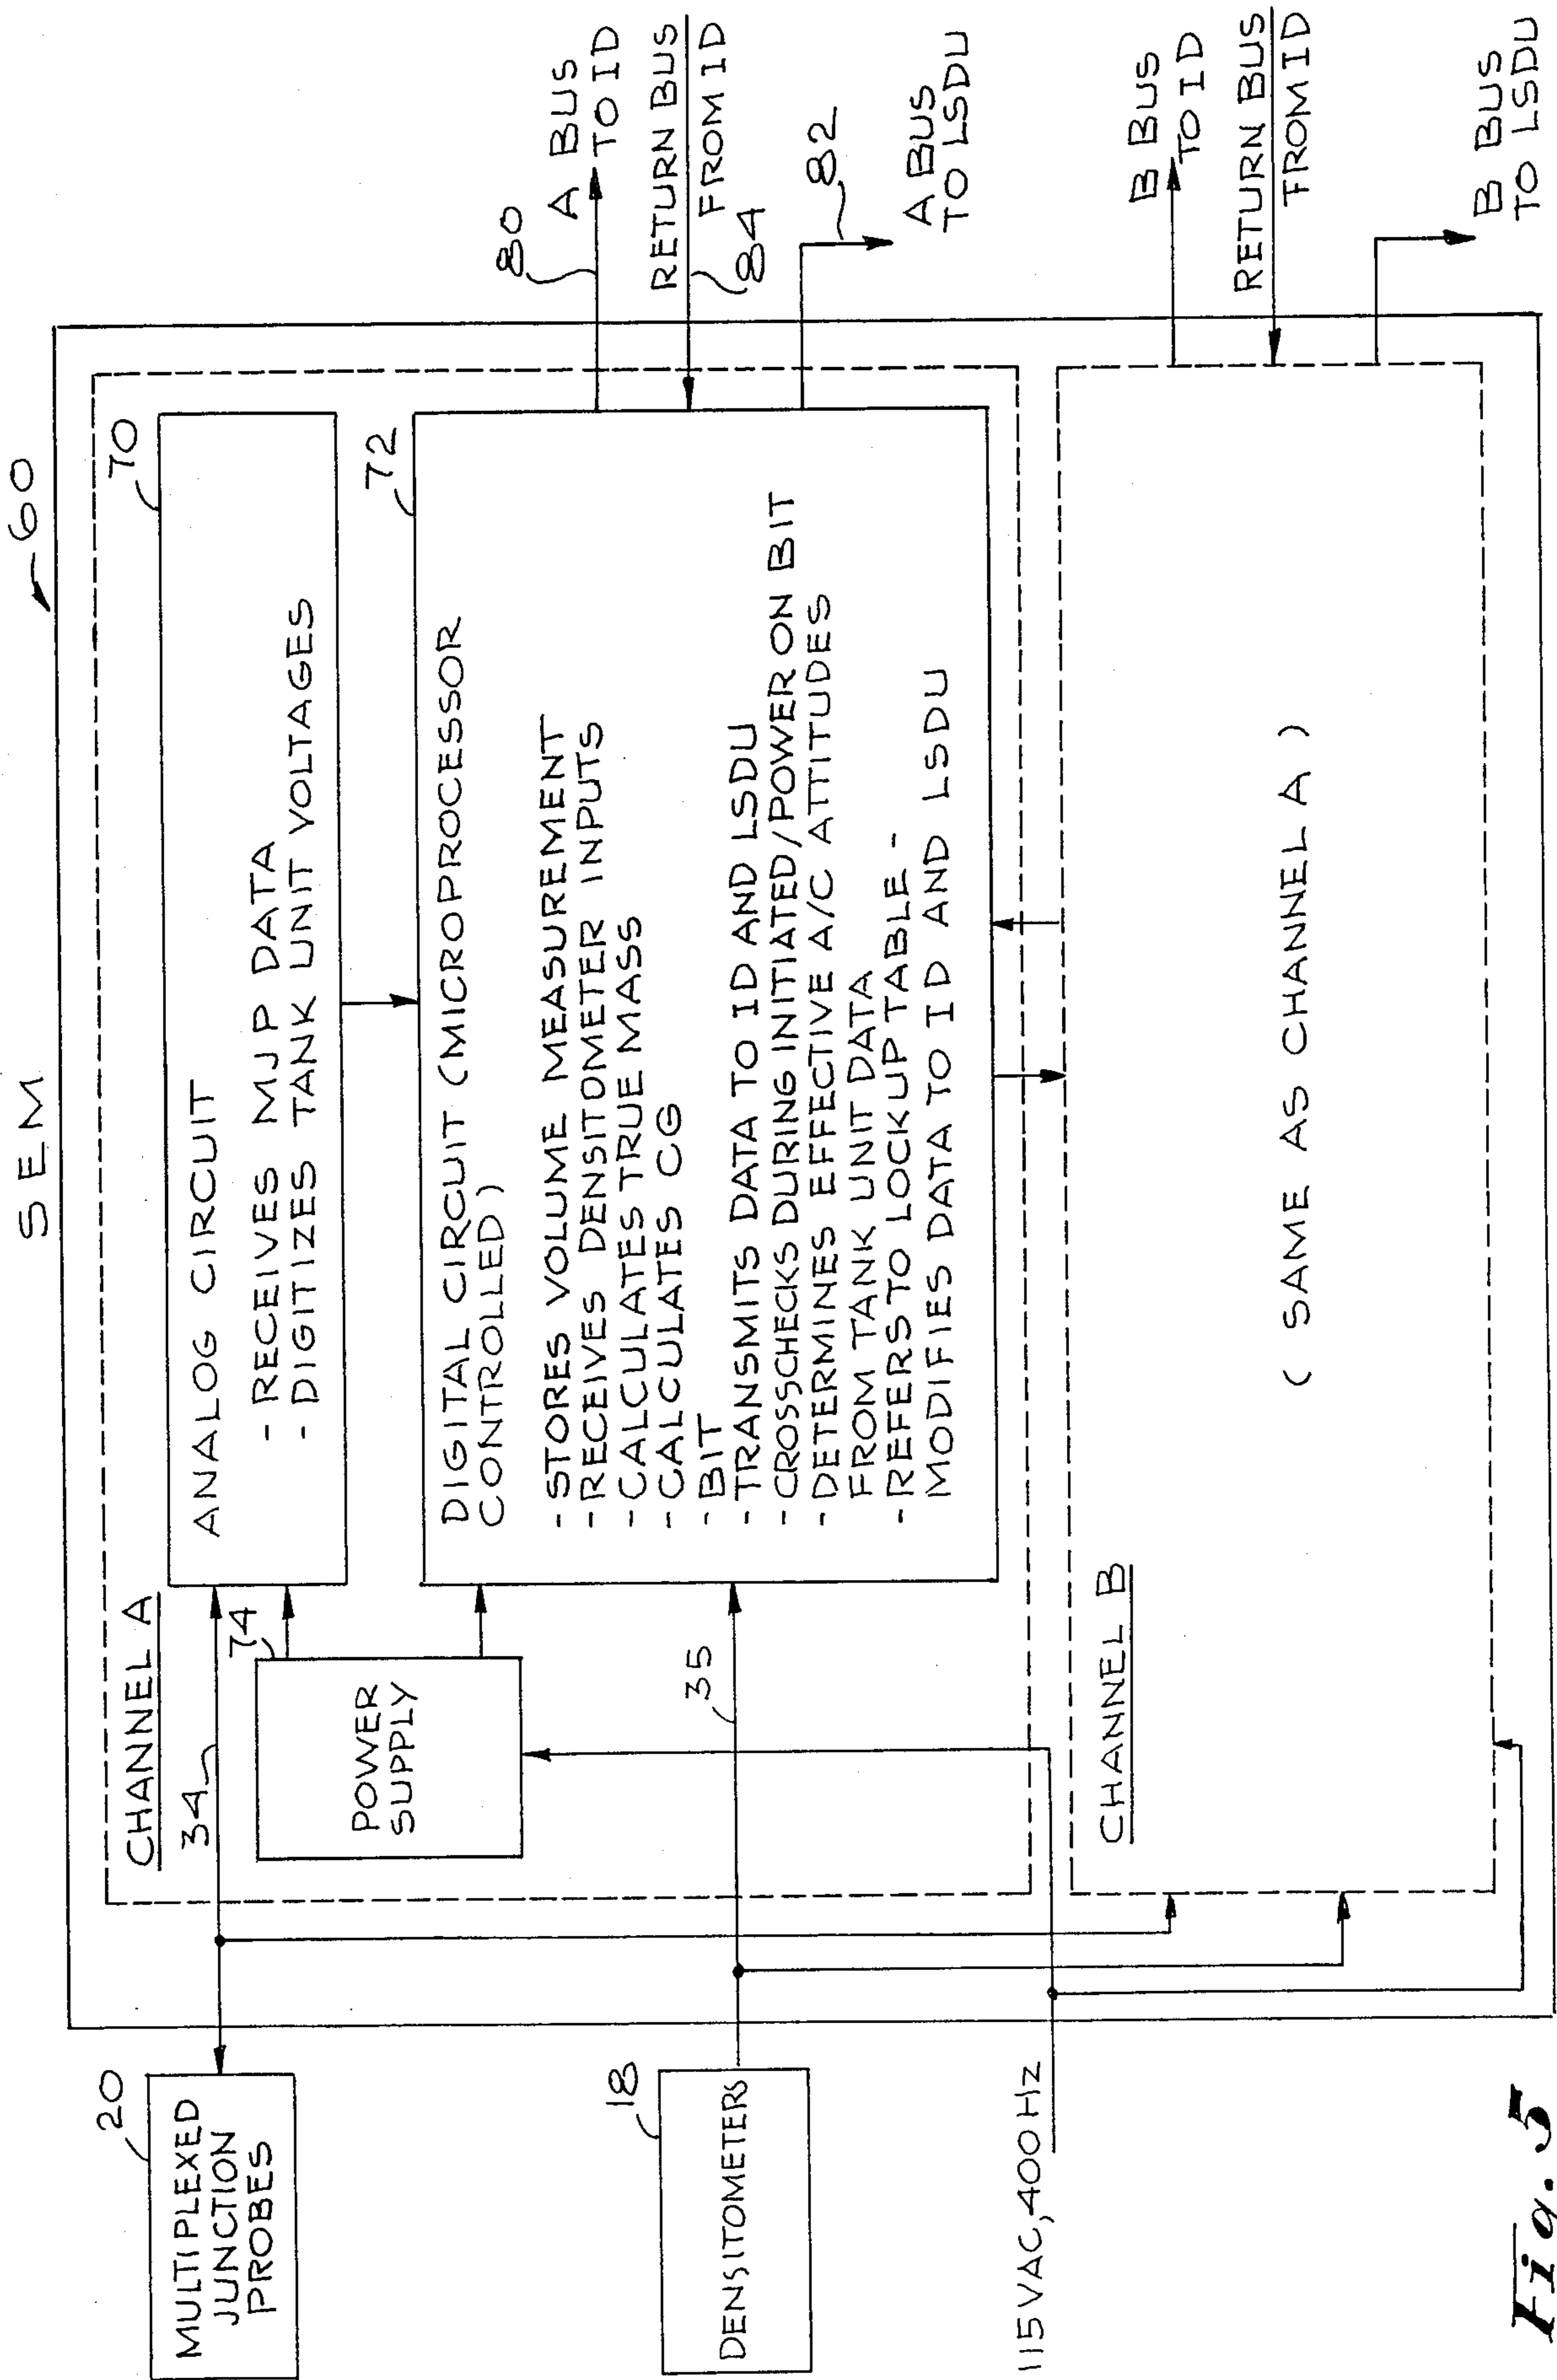 SEM
60
CHANNEL A
34
70
ANALOG CIRCUIT
- RECEIVES MJP DATA
- DIGITIZES TANK UNIT VOLTAGES
74
POWER
SUPPLY
72
DIGITAL CIRCUIT (MICROPROCESSOR
CONTROLLED)
- STORES VOLUME MEASUREMENT
- RECEIVES DENSITOMETER INPUTS
- CALCULATES TRUE MASS
- CALCULATES CG
- BIT
- TRANSMITS DATA TO ID AND LSDU
- CROSSCHECKS DURING INITIATED/POWER ON BIT
- DETERMINES EFFECTIVE A/C ATTITUDES
FROM TANK UNIT DATA
- REFERS TO LOCKUP TABLE -
MODIFIES DATA TO ID AND LSDU
35
80
A BUS
TO ID
RETURN BUS
FROM ID
84
82
A BUS
TO LSDU
20
MULTIPLEXED
JUNCTION
PROBES
18
DENSITOMETERS
115VAC, 400Hz
CHANNEL B
( SAME AS CHANNEL A )
B BUS
TO ID
RETURN BUS
FROM ID
B BUS
TO LSDU
Fig. 5